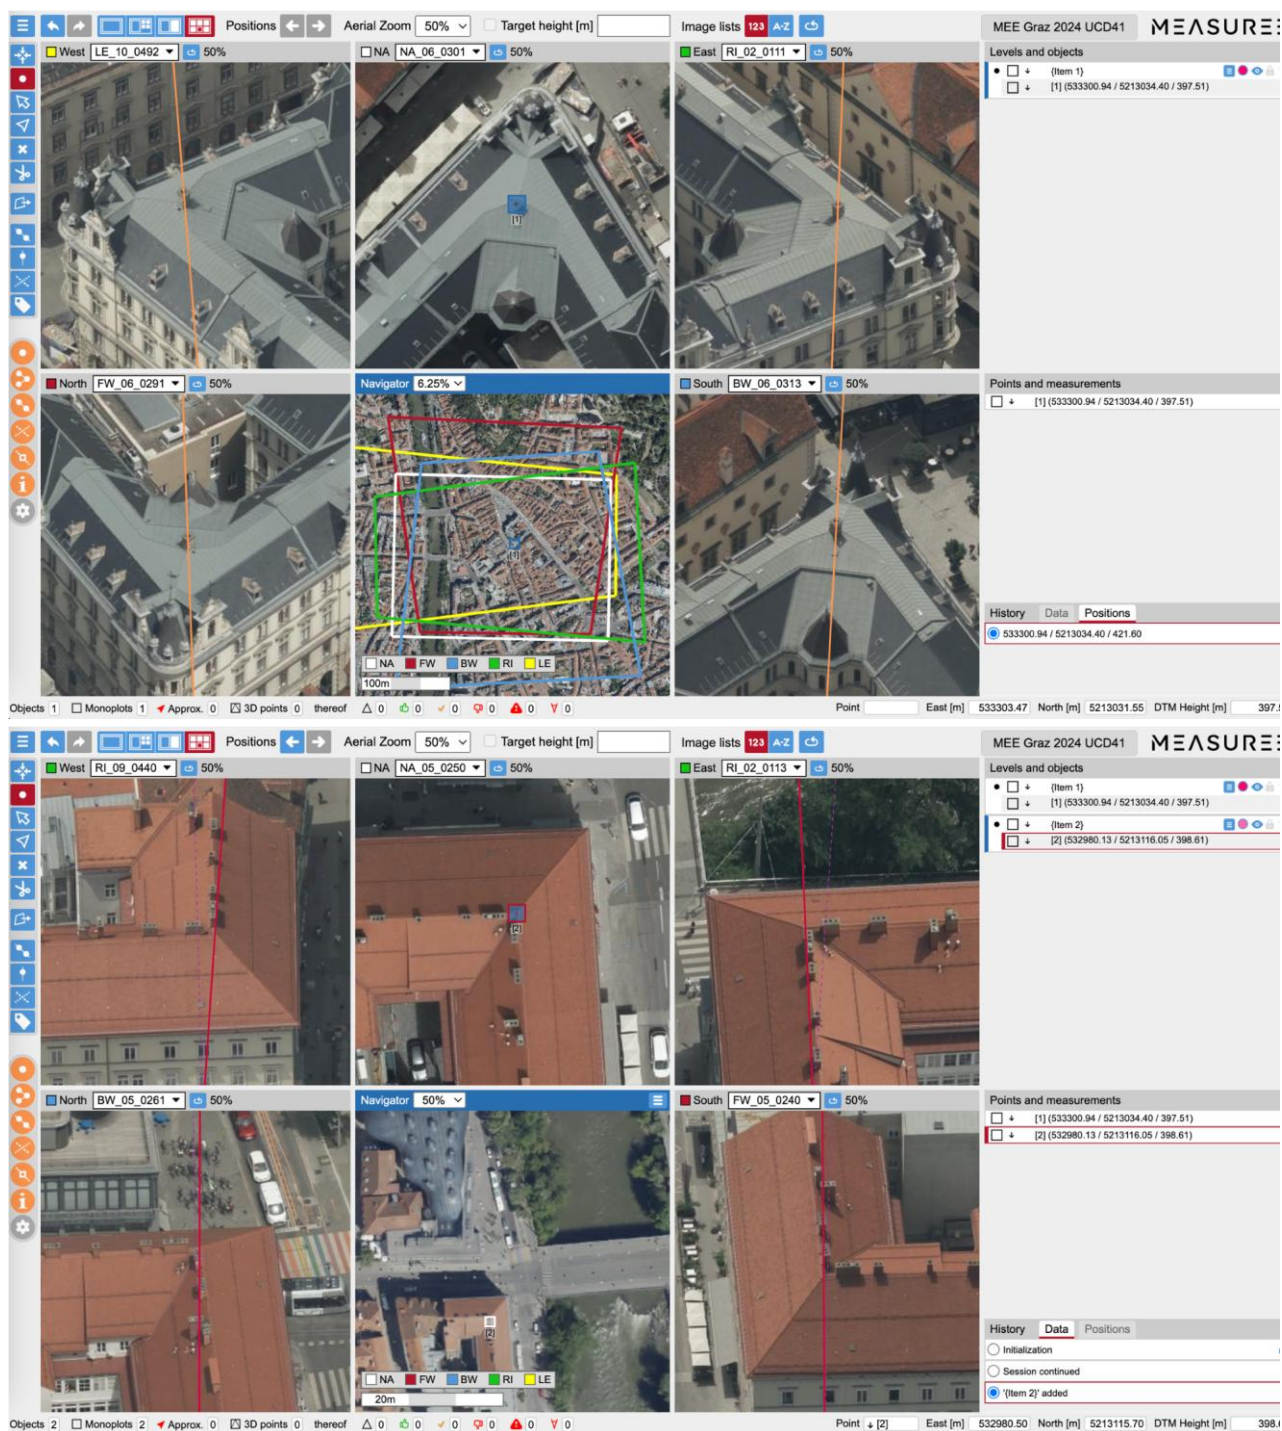 Positions Aerial Zoom 50% Target height [m] Image lists 123 A-Z MEE Graz 2024 UCD41
West LE_10_0492 50% NA NA_06_0301 50% East RI_02_0111 50% Levels and objects
{Item 1}
[1] (533300.94 / 5213034.40 / 397.51)
[1]
North FW_06_0291 50% Navigator 6.25% South BW_06_0313 50% Points and measurements
[1] (533300.94 / 5213034.40 / 397.51)
[1]
History Data Positions
533300.94 / 5213034.40 / 421.60
NA FW BW RI LE
100m
Objects 1 Monoplots 1 Approx. 0 3D points 0 thereof 0 0 0 0 0 0 Point East [m] 533303.47 North [m] 5213031.55 DTM Height [m]
Positions Aerial Zoom 50% Target height [m] Image lists 123 A-Z MEE Graz 2024 UCD41
West RI_09_0440 50% NA NA_05_0250 50% East RI_02_0113 50% Levels and objects
{Item 1}
[1] (533300.94 / 5213034.40 / 397.51)
{Item 2}
[2] (532980.13 / 5213116.05 / 398.61)
[2]
North BW_05_0261 50% Navigator 50% South FW_05_0240 50% Points and measurements
[1] (533300.94 / 5213034.40 / 397.51)
[2] (532980.13 / 5213116.05 / 398.61)
[2]
History Data Positions
Initialization
Session continued
'{Item 2}' added
NA FW BW RI LE
20m
Objects 2 Monoplots 2 Approx. 0 3D points 0 thereof 0 0 0 0 0 0 Point [2] East [m] 532980.50 North [m] 5213115.70 DTM Height [m]